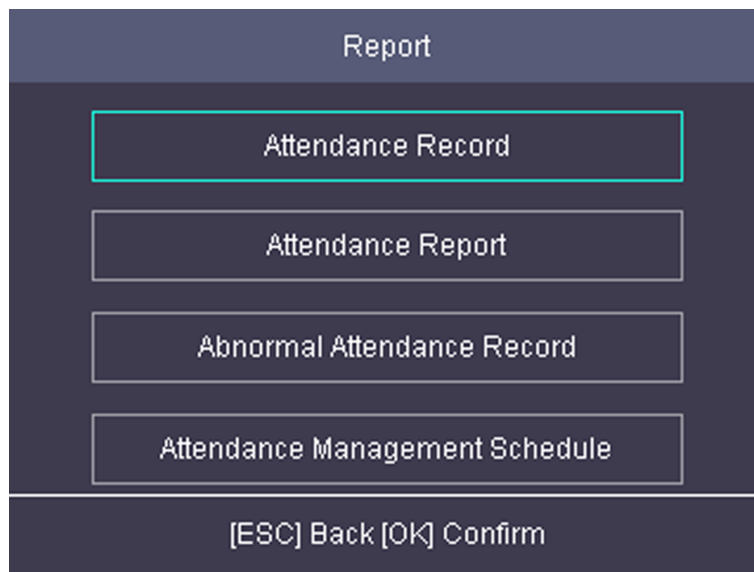 Report
Attendance Record
Attendance Report
Abnormal Attendance Record
Attendance Management Schedule
[ESC] Back [OK] Confirm